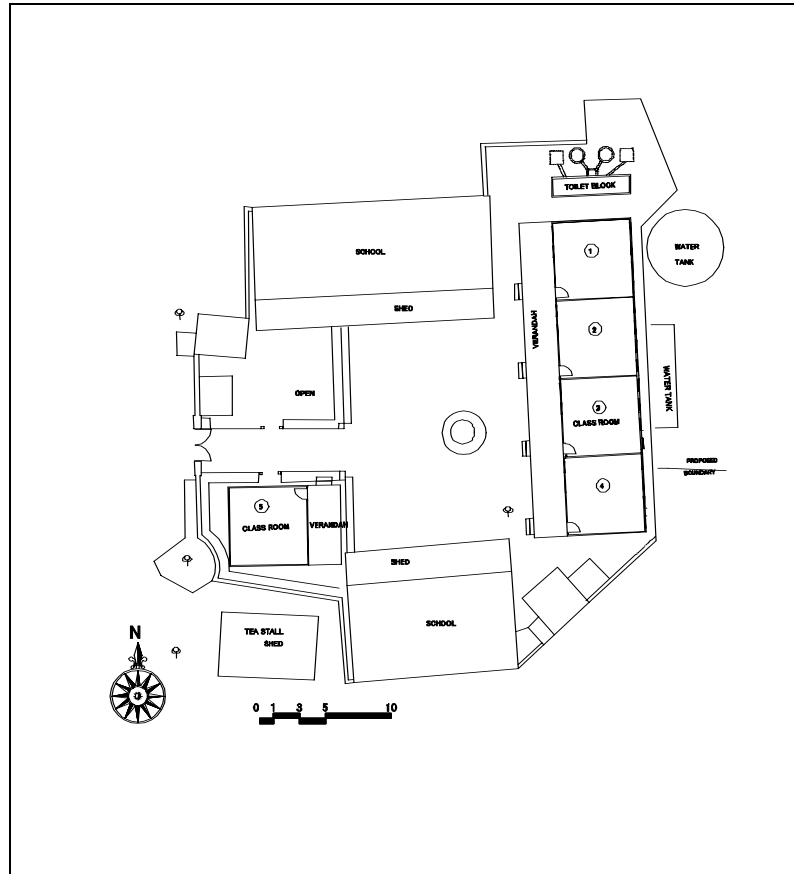 TOILET BLOCK
1
WATER
TANK
SCHOOL
SHED
VERANDAH
2
OPEN
WATER TANK
3
CLASS ROOM
PROPOSED
BOUNDARY
4
5
CLASS ROOM
VERANDAH
SHED
SCHOOL
TEA STALL
SHED
N
0 1 3 5 10